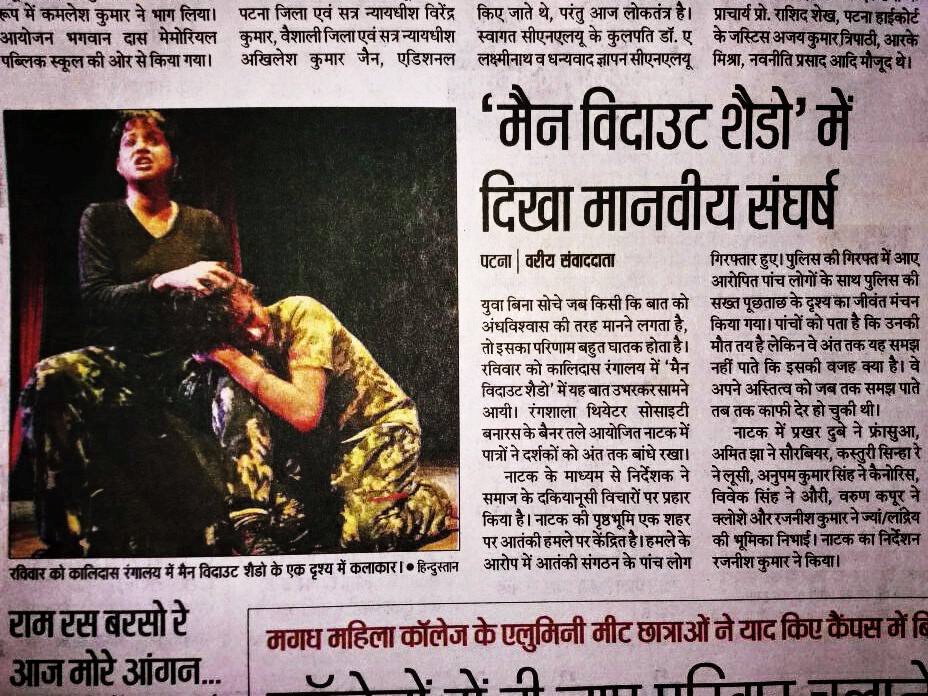 रूप में कमलेश कुमार ने भाग लिया।
आयोजन भगवान दास मेमोरियल
पब्लिक स्कूल की ओर से किया गया।
पटना जिला एवं सत्र न्यायधीश विरेंद्र
कुमार, वैशाली जिला एवं सत्र न्यायधीश
अखिलेश कुमार जैन, एडिशनल
किए जाते थे, परंतु आज लोकतंत्र है।
स्वागत सीएनएलयू के कुलपति डॉ. ए
लक्ष्मीनाथ व धन्यवाद ज्ञापन सीएनएलयू
प्राचार्य प्रो. राशिद शेख, पटना हाईकोर्ट
के जस्टिस अजय कुमार त्रिपाठी, आरके
मिश्रा, नवनीति प्रसाद आदि मौजूद थे।
‘मैन विदाउट शैडो’ में
दिखा मानवीय संघर्ष
पटना | वरीय संवाददाता
युवा बिना सोचे जब किसी कि बात को
अंधविश्वास की तरह मानने लगता है,
तो इसका परिणाम बहुत घातक होता है।
रविवार को कालिदास रंगालय में ‘मैन
विदाउट शैडो’ में यह बात उभरकर सामने
आयी। रंगशाला थियेटर सोसाइटी
बनारस के बैनर तले आयोजित नाटक में
पात्रों ने दर्शकों को अंत तक बांधे रखा।
नाटक के माध्यम से निर्देशक ने
समाज के दकियानूसी विचारों पर प्रहार
किया है। नाटक की पृष्ठभूमि एक शहर
पर आतंकी हमले पर केंद्रित है। हमले के
आरोप में आतंकी संगठन के पांच लोग
गिरफ्तार हुए। पुलिस की गिरफ्त में आए
आरोपित पांच लोगों के साथ पुलिस की
सख्त पूछताछ के दृश्य का जीवंत मंचन
किया गया। पांचों को पता है कि उनकी
मौत तय है लेकिन वे अंत तक यह समझ
नहीं पाते कि इसकी वजह क्या है। वे
अपने अस्तित्व को जब तक समझ पाते
तब तक काफी देर हो चुकी थी।
नाटक में प्रखर दुबे ने फ्रांसुआ,
अमित झा ने सौरबियर, कस्तुरी सिन्हा रे
ने लूसी, अनुपम कुमार सिंह ने कैनोरिस,
विवेक सिंह ने औरी, वरुण कपूर ने
क्लोशे और रजनीश कुमार ने ज्यां/लांद्रिय
की भूमिका निभाई। नाटक का निर्देशन
रजनीश कुमार ने किया।
रविवार को कालिदास रंगालय में मैन विदाउट शैडो के एक दृश्य में कलाकार। ● हिन्दुस्तान
राम रस बरसो रे
आज मोरे आंगन...
मगध महिला कॉलेज के एलुमिनी मीट छात्राओं ने याद किए कैंपस में